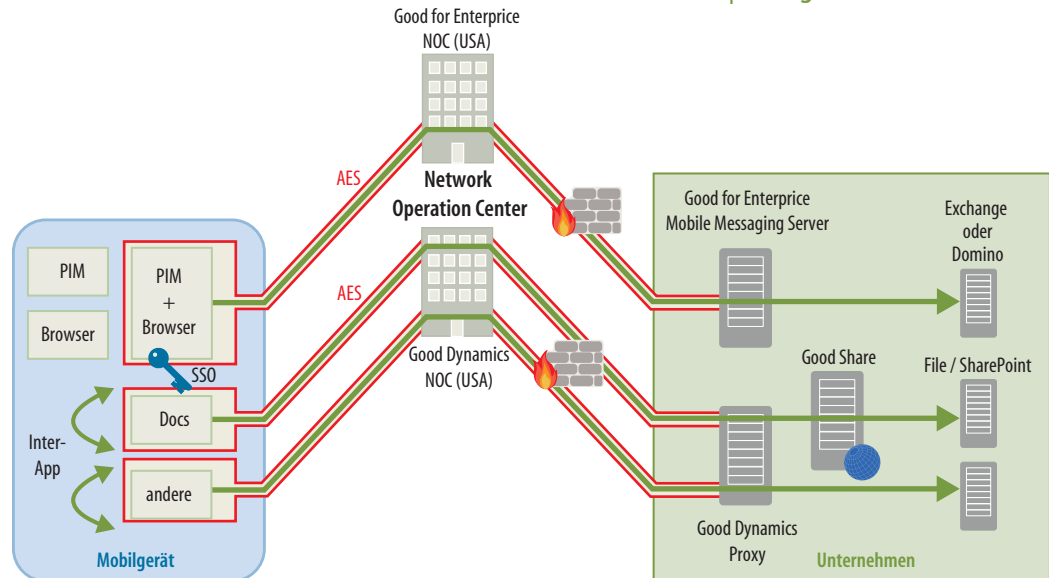 Good for Enterprice
NOC (USA)
AES
Network
Operation Center
AES
Good Dynamics
NOC (USA)
PIM
Browser
PIM
+
Browser
SSO
Docs
Inter-
App
andere
Mobilgerät
Good for Enterprice
Mobile Messaging Server
Exchange
oder
Domino
Good Share
File / SharePoint
Good Dynamics
Proxy
Unternehmen